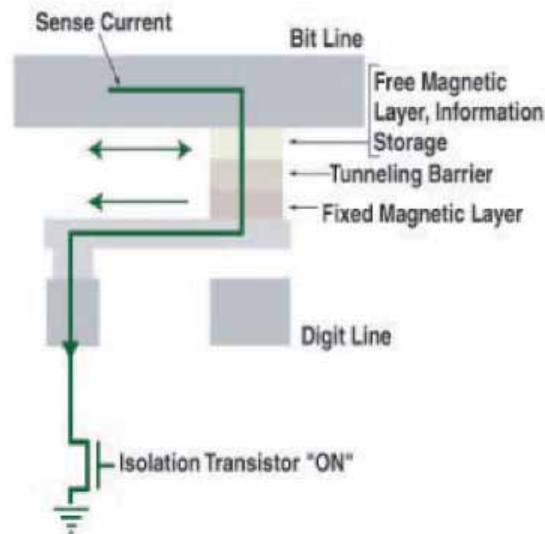 Sense Current
Bit Line
Free Magnetic
Layer, Information
Storage
Tunneling Barrier
Fixed Magnetic Layer
Digit Line
Isolation Transistor "ON"